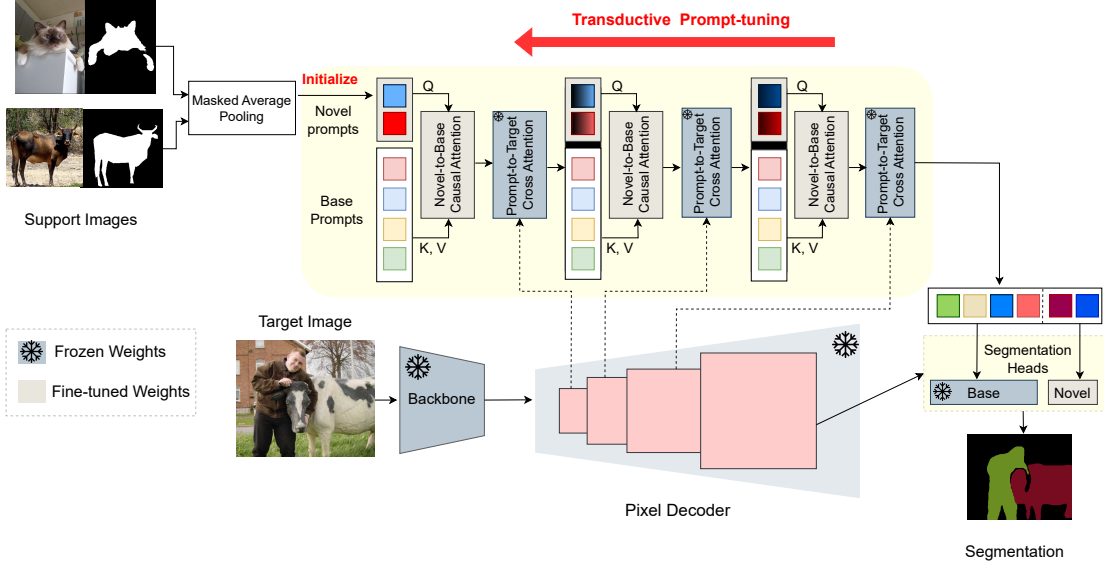 Transductive Prompt-tuning
Initialize
Masked Average
Pooling
Novel
prompts
Base
Prompts
Support Images
Q
Novel-to-Base
Causal Attention
K, V
Prompt-to-Target
Cross Attention
Q
Novel-to-Base
Causal Attention
K, V
Prompt-to-Target
Cross Attention
Q
Novel-to-Base
Causal Attention
K, V
Prompt-to-Target
Cross Attention
Target Image
Frozen Weights
Fine-tuned Weights
Backbone
Pixel Decoder
Segmentation
Heads
Base
Novel
Segmentation